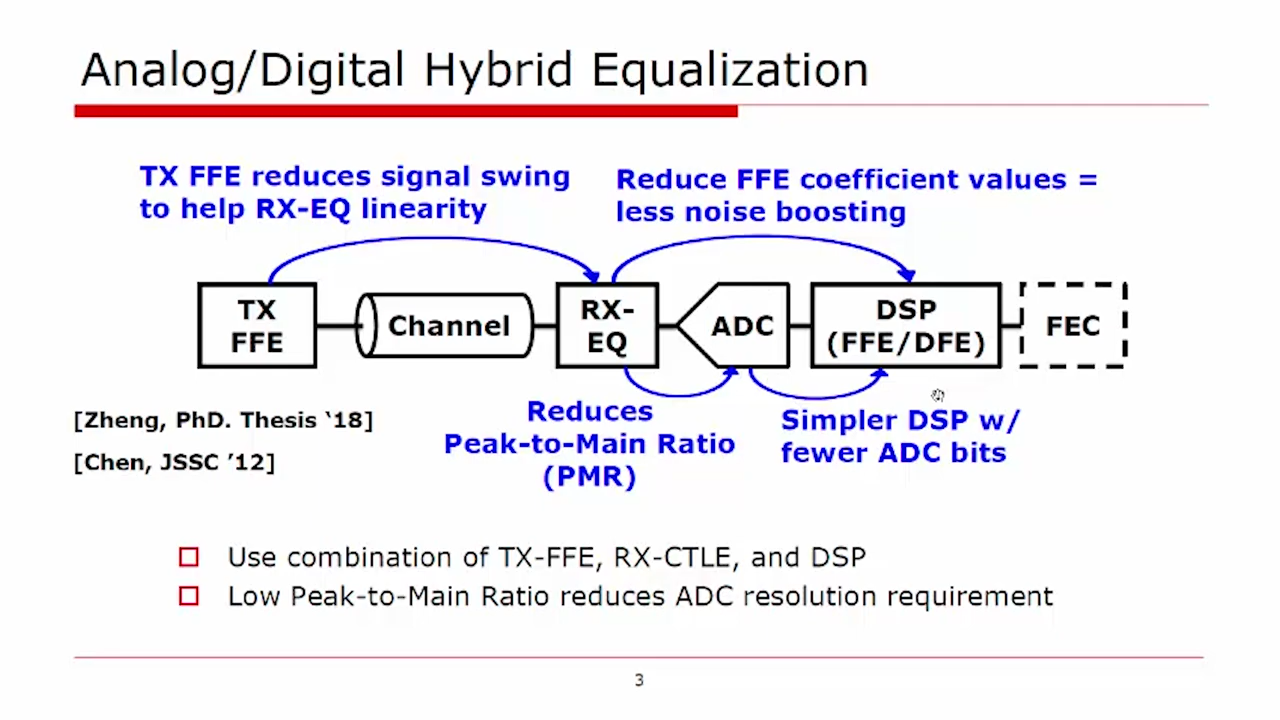 Analog/Digital Hybrid Equalization
TX FFE reduces signal swing
to help RX-EQ linearity
Reduce FFE coefficient values =
less noise boosting
TX
FFE
Channel
RX-
EQ
ADC
DSP
(FFE/DFE)
FEC
[Zheng, PhD. Thesis ‘18]
[Chen, JSSC ’12]
Reduces
Peak-to-Main Ratio
(PMR)
Simpler DSP w/
fewer ADC bits
Use combination of TX-FFE, RX-CTLE, and DSP
Low Peak-to-Main Ratio reduces ADC resolution requirement
3